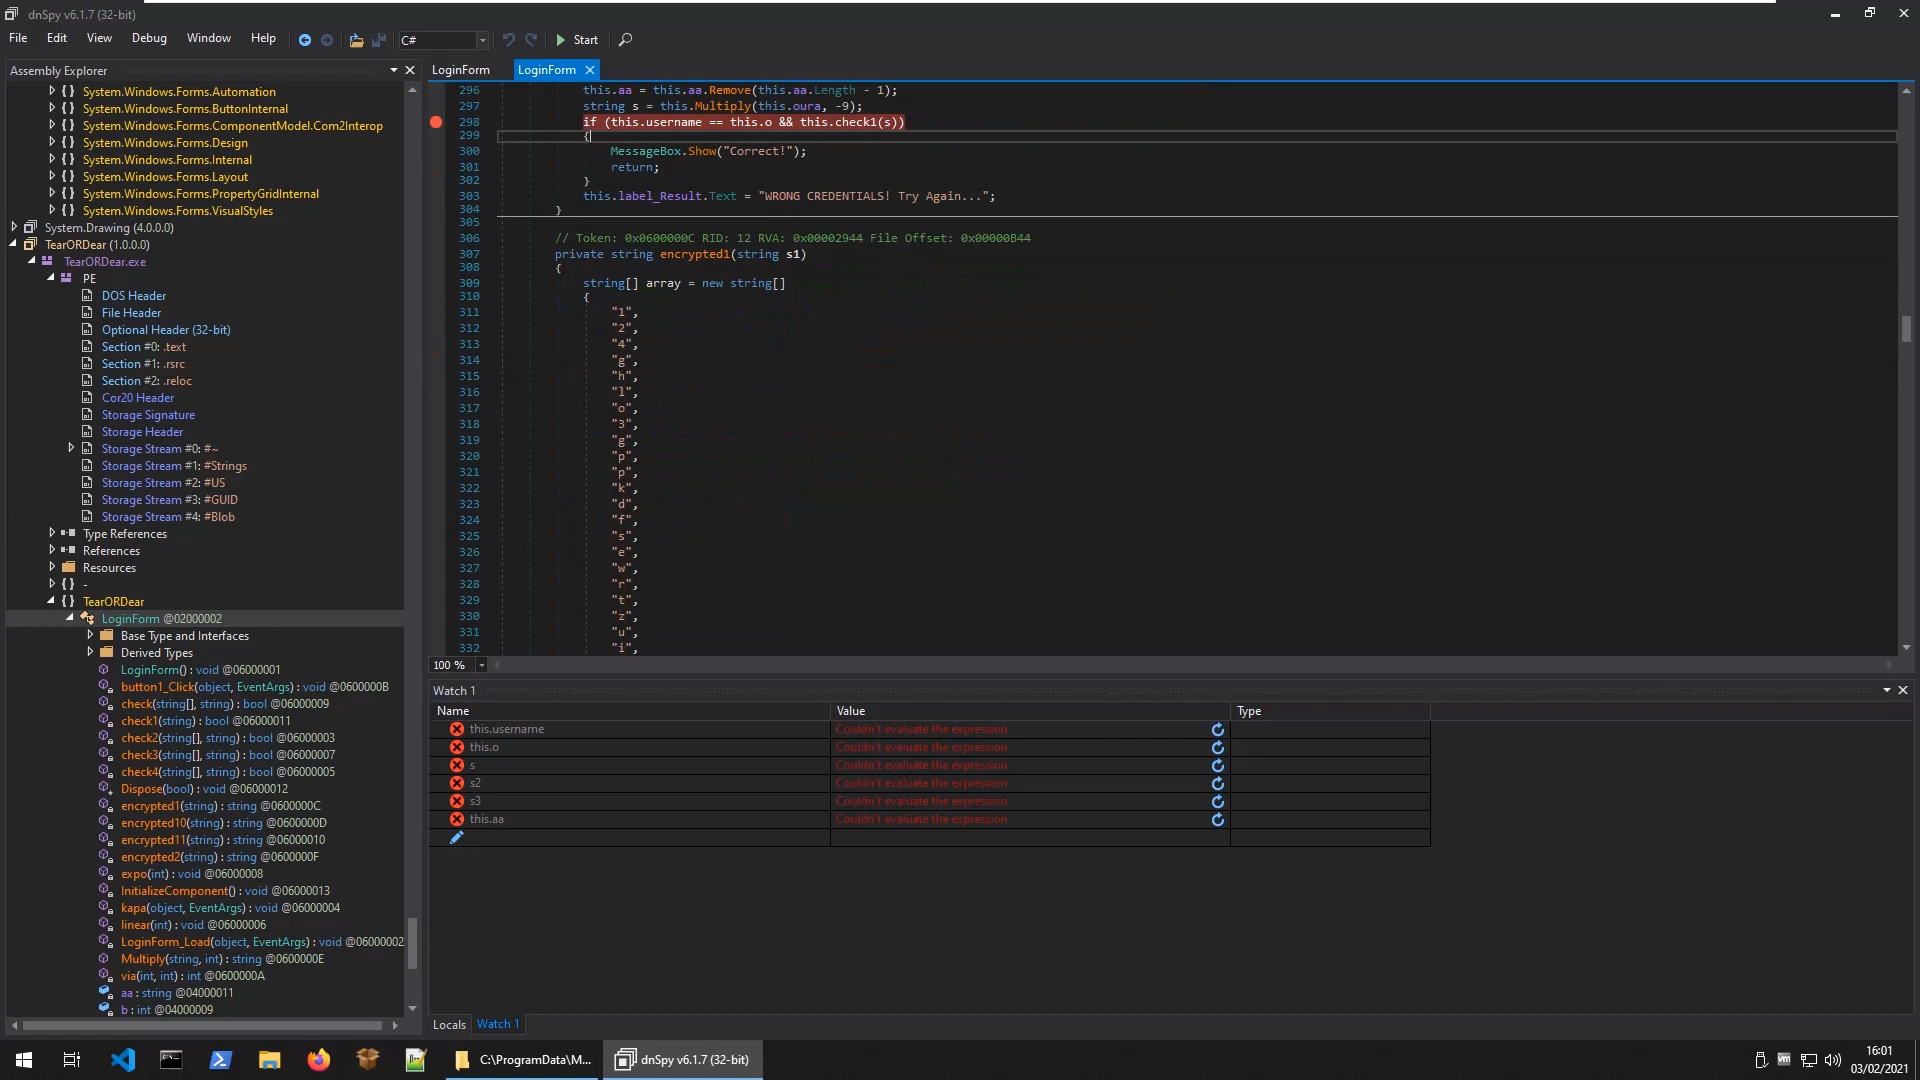 dnSpy v6.1.7 (32-bit)
File Edit View Debug Window Help C# Start
Assembly Explorer
System.Windows.Forms.Automation
System.Windows.Forms.ButtonInternal
System.Windows.Forms.ComponentModel.Com2Interop
System.Windows.Forms.Design
System.Windows.Forms.Internal
System.Windows.Forms.Layout
System.Windows.Forms.PropertyGridInternal
System.Windows.Forms.VisualStyles
System.Drawing (4.0.0.0)
TearORDear (1.0.0.0)
TearORDear.exe
PE
DOS Header
File Header
Optional Header (32-bit)
Section #0: .text
Section #1: .rsrc
Section #2: .reloc
Cor20 Header
Storage Signature
Storage Header
Storage Stream #0: #~
Storage Stream #1: #Strings
Storage Stream #2: #US
Storage Stream #3: #GUID
Storage Stream #4: #Blob
Type References
References
Resources
{ } -
{ } TearORDear
LoginForm @02000002
Base Type and Interfaces
Derived Types
LoginForm() : void @06000001
button1_Click(object, EventArgs) : void @0600000B
check(string[], string) : bool @06000009
check1(string) : bool @06000011
check2(string[], string) : bool @06000003
check3(string[], string) : bool @06000007
check4(string[], string) : bool @06000005
Dispose(bool) : void @06000012
encrypted1(string) : string @0600000C
encrypted10(string) : string @0600000D
encrypted11(string) : string @06000010
encrypted2(string) : string @0600000F
expo(int) : void @06000008
InitializeComponent() : void @06000013
kapa(object, EventArgs) : void @06000004
linear(int) : void @06000006
LoginForm_Load(object, EventArgs) : void @06000002
Multiply(string, int) : string @0600000E
via(int, int) : int @0600000A
aa : string @04000011
b : int @04000009
LoginForm LoginForm
296 this.aa = this.aa.Remove(this.aa.Length - 1);
297 string s = this.Multiply(this.oura, -9);
298 if (this.username == this.o && this.check1(s))
299 {
300 MessageBox.Show("Correct!");
301 return;
302 }
303 this.label_Result.Text = "WRONG CREDENTIALS! Try Again...";
304 }
305
306 // Token: 0x0600000C RID: 12 RVA: 0x00002944 File Offset: 0x00000B44
307 private string encrypted1(string s1)
308 {
309 string[] array = new string[]
310 {
311 "1",
312 "2",
313 "4",
314 "g",
315 "h",
316 "l",
317 "o",
318 "3",
319 "g",
320 "p",
321 "p",
322 "k",
323 "d",
324 "f",
325 "s",
326 "e",
327 "w",
328 "r",
329 "t",
330 "z",
331 "u",
332 "i",
100 %
Watch 1
Name Value Type
this.username Couldn't evaluate the expression
this.o Couldn't evaluate the expression
s Couldn't evaluate the expression
s2 Couldn't evaluate the expression
s3 Couldn't evaluate the expression
this.aa Couldn't evaluate the expression
Locals Watch 1
C:\ProgramData\M... dnSpy v6.1.7 (32-bit)
16:01
03/02/2021